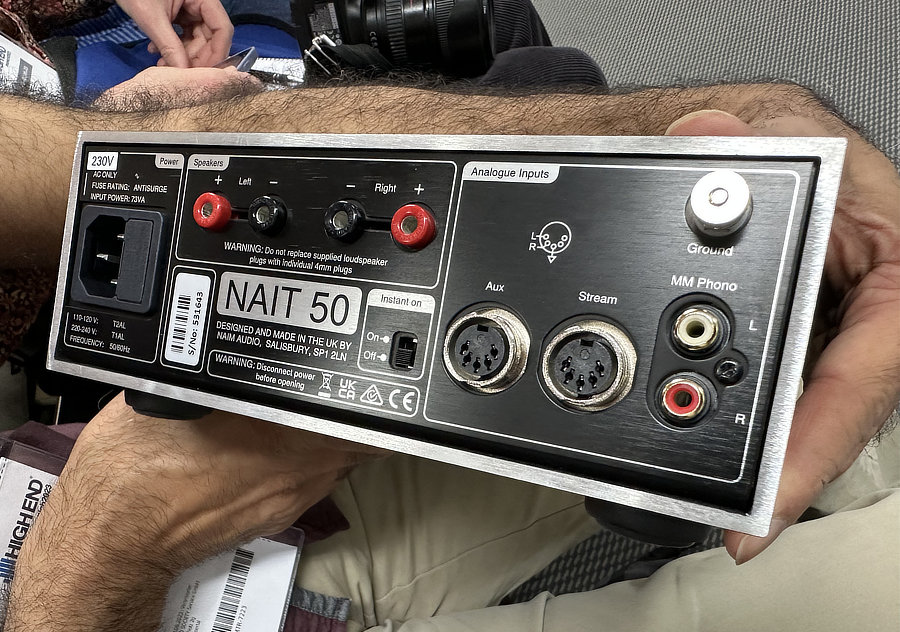 230V
Power
AC ONLY ∿
FUSE RATING: ANTISURGE
INPUT POWER: 73VA
110-120 V: T2AL
220-240 V: T1AL
FREQUENCY: 50/60Hz
Speakers
+ Left − − Right +
WARNING: Do not replace supplied loudspeaker
plugs with individual 4mm plugs
S/No: 531643
NAIT 50
DESIGNED AND MADE IN THE UK BY
NAIM AUDIO, SALISBURY, SP1 2LN
WARNING: Disconnect power
before opening
UK
CA
CE
Instant on
On
Off
Analogue Inputs
L
R
Aux
Stream
Ground
MM Phono
L
R
HIGH END